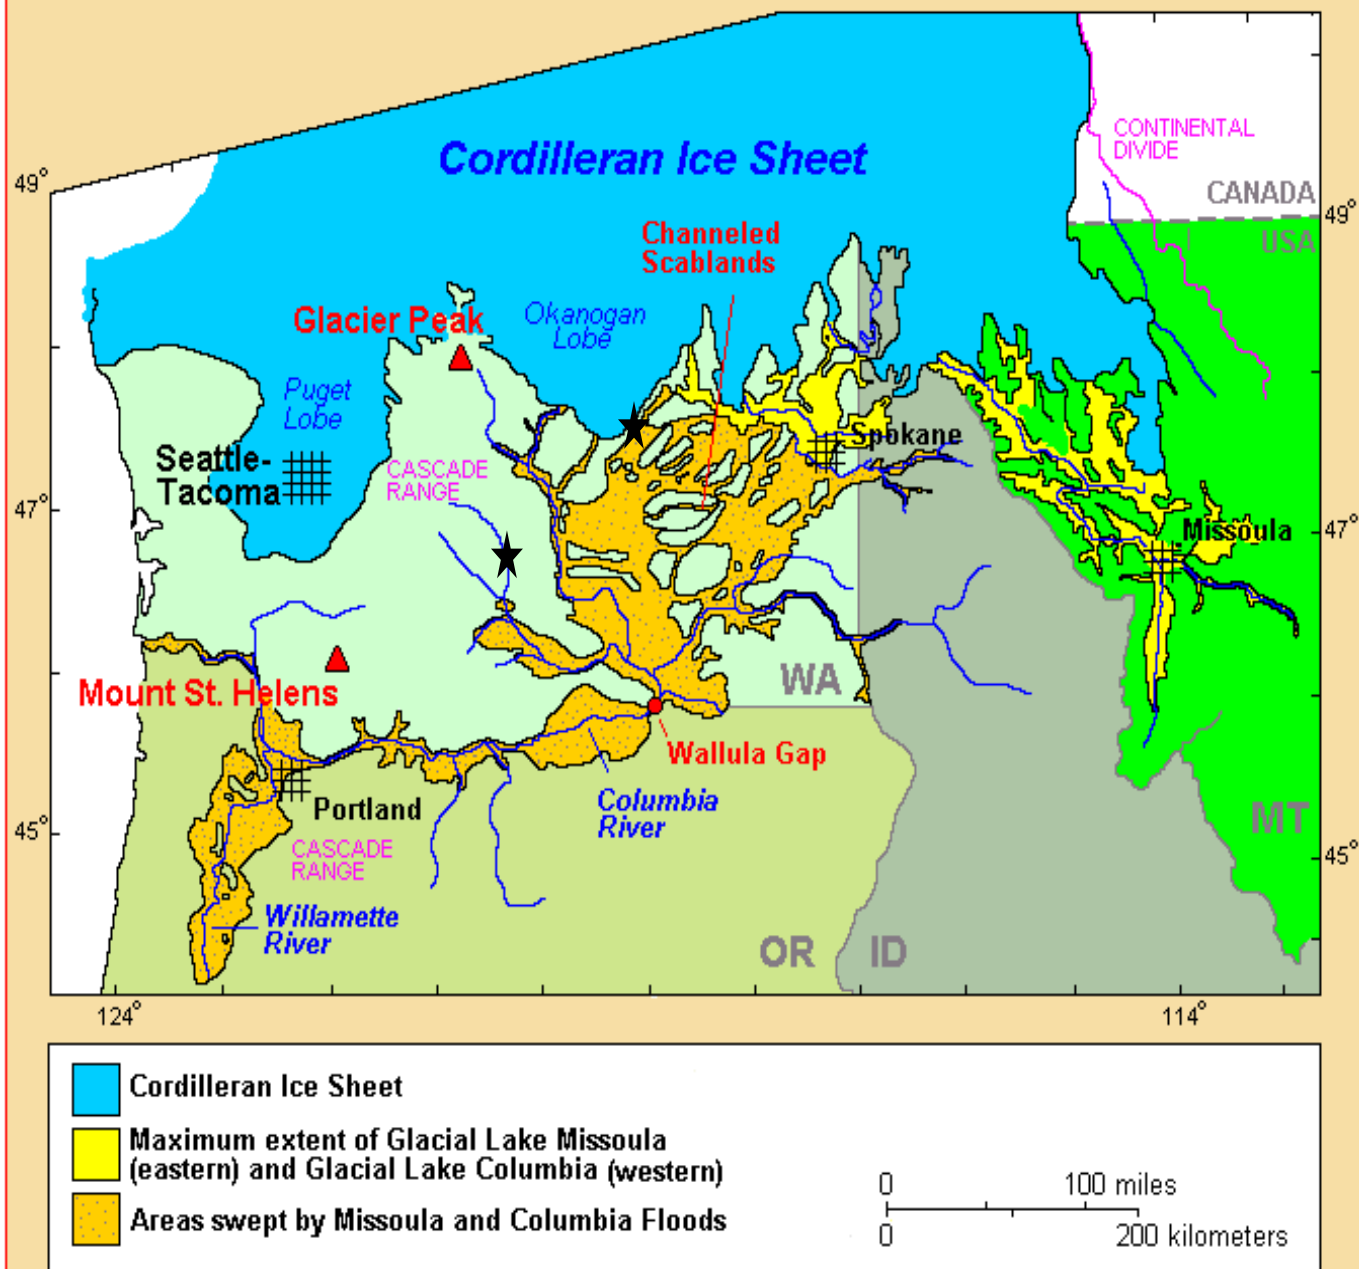 Cordilleran Ice Sheet
CONTINENTAL
DIVIDE
49°
CANADA
49°
USA
Channeled
Scablands
Glacier Peak
Okanogan
Lobe
Puget
Lobe
Spokane
Seattle-
Tacoma
CASCADE
RANGE
47°
47°
Missoula
WA
Mount St. Helens
Wallula Gap
Portland
Columbia
River
MT
45°
45°
CASCADE
RANGE
Willamette
River
OR
ID
124°
114°
Cordilleran Ice Sheet
Maximum extent of Glacial Lake Missoula
(eastern) and Glacial Lake Columbia (western)
Areas swept by Missoula and Columbia Floods
0 100 miles
0 200 kilometers